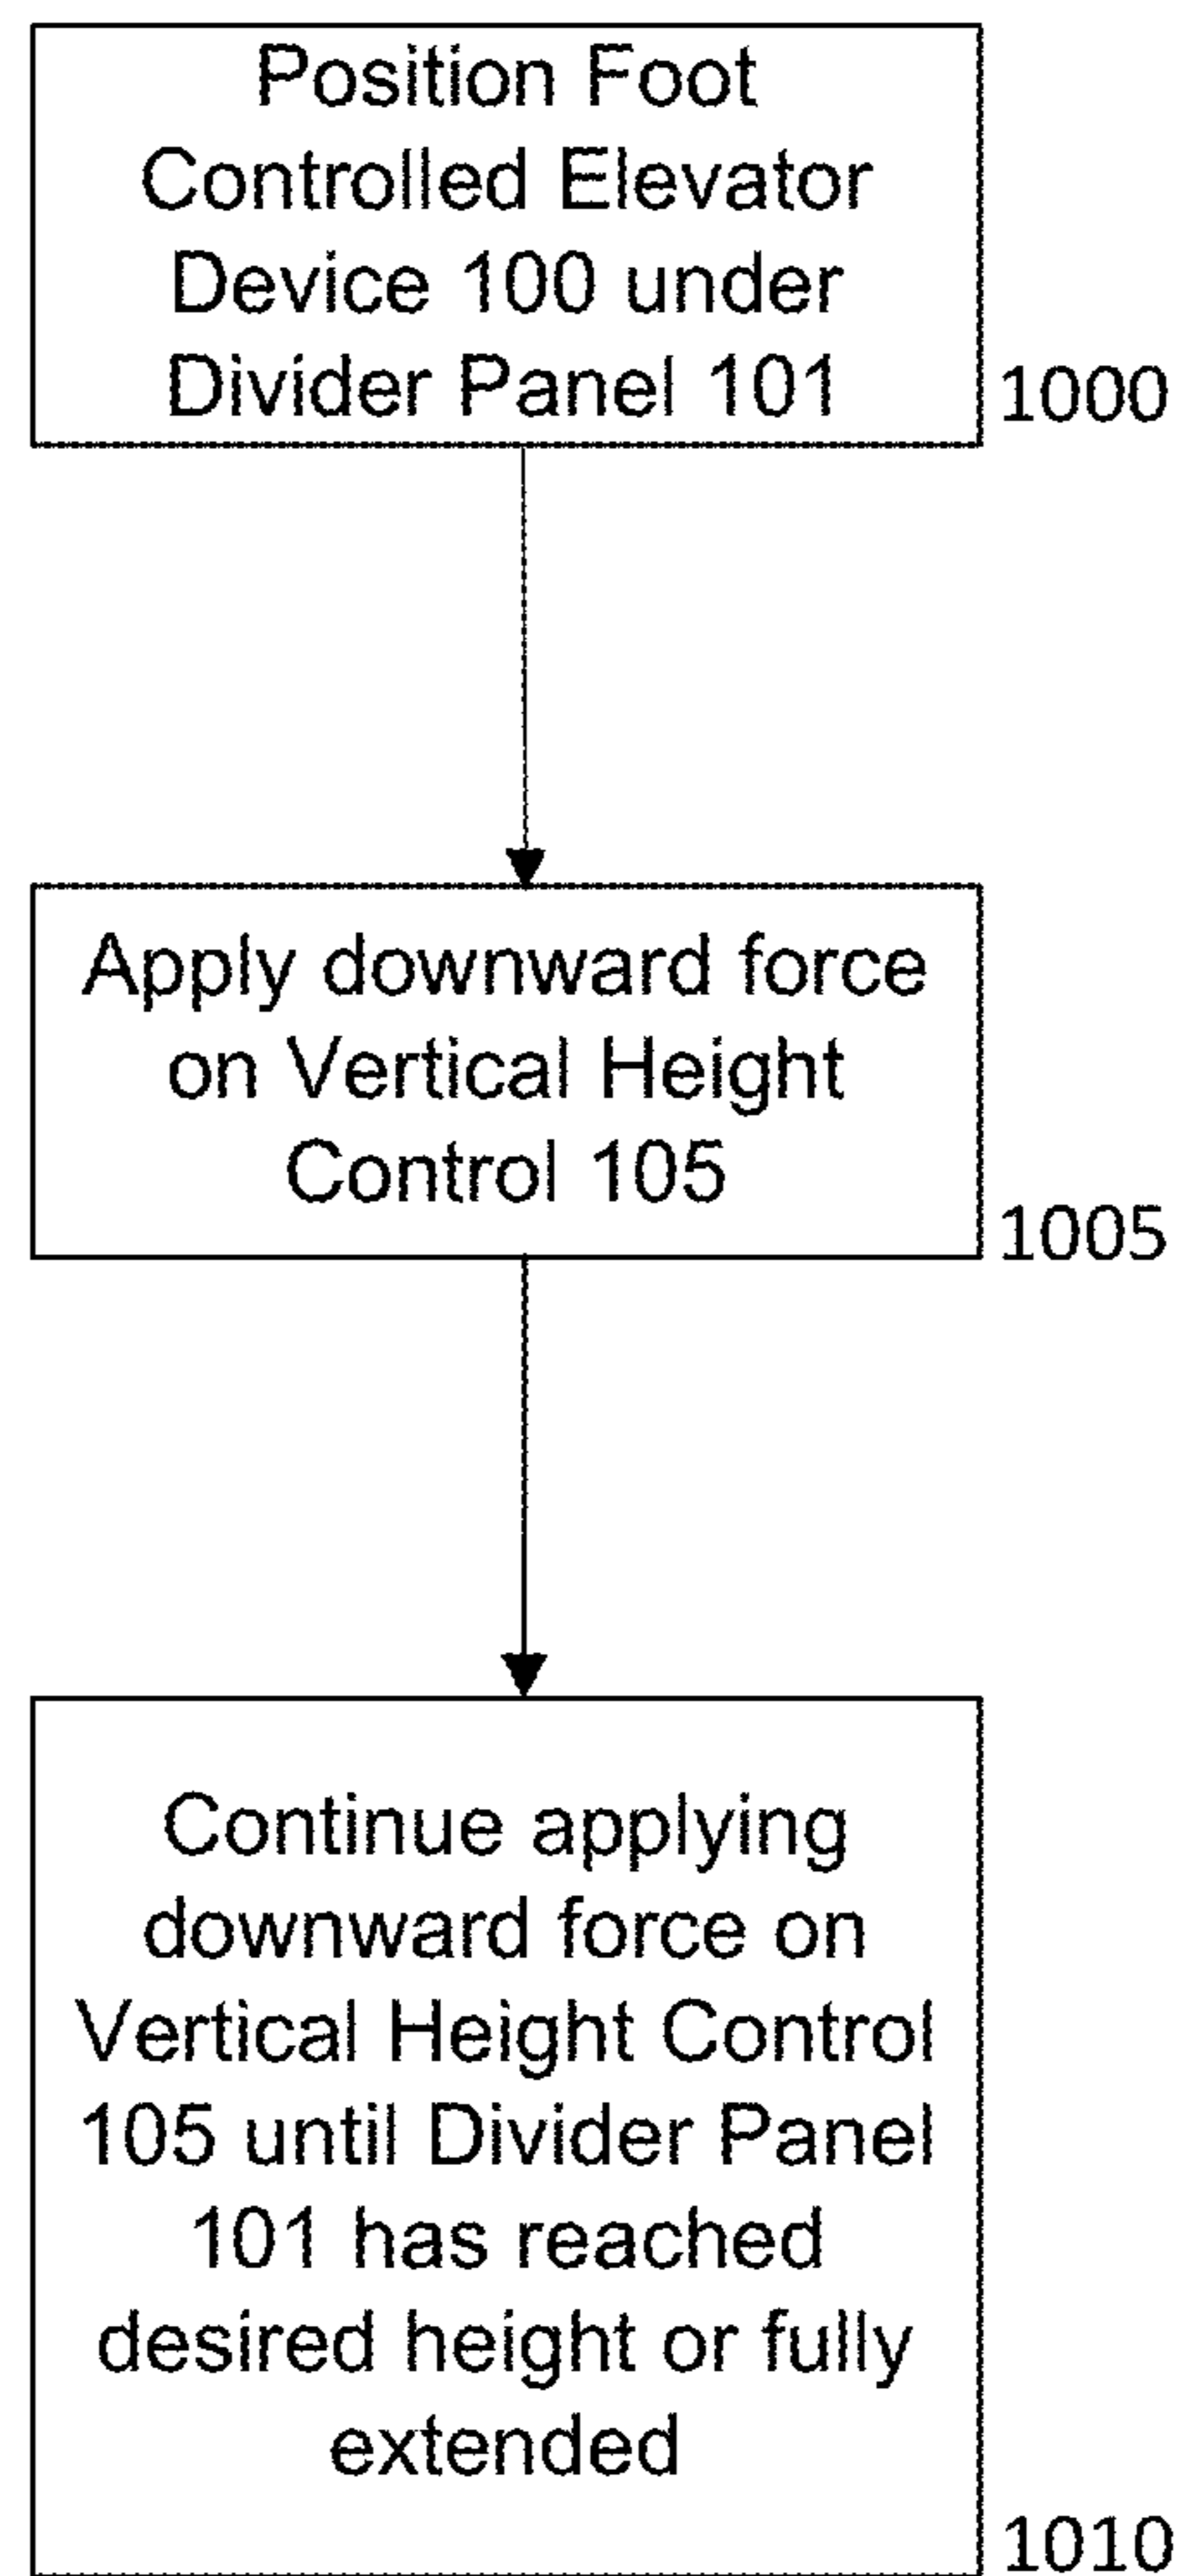 Position Foot
Controlled Elevator
Device 100 under
Divider Panel 101
1000
Apply downward force
on Vertical Height
Control 105
1005
Continue applying
downward force on
Vertical Height Control
105 until Divider Panel
101 has reached
desired height or fully
extended
1010